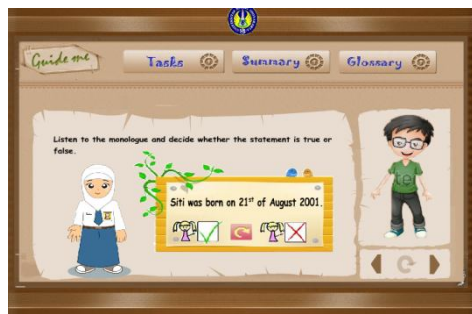 Guide me
Tasks
Summary
Glossary
Listen to the monologue and decide whether the statement is true or
false.
Siti was born on 21st of August 2001.